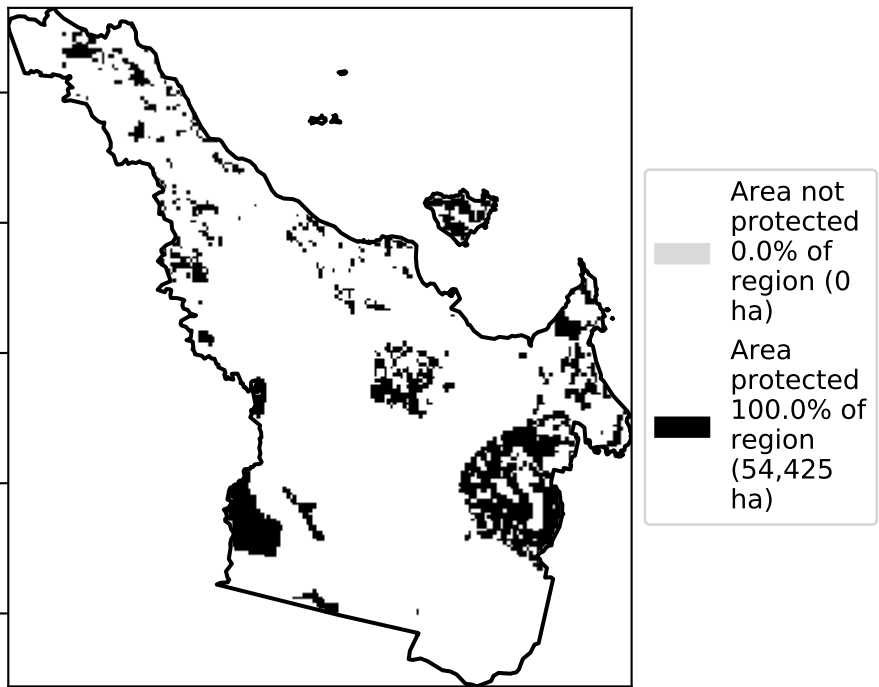 Area not
protected
0.0% of
region (0
ha)
Area
protected
100.0% of
region
(54,425
ha)